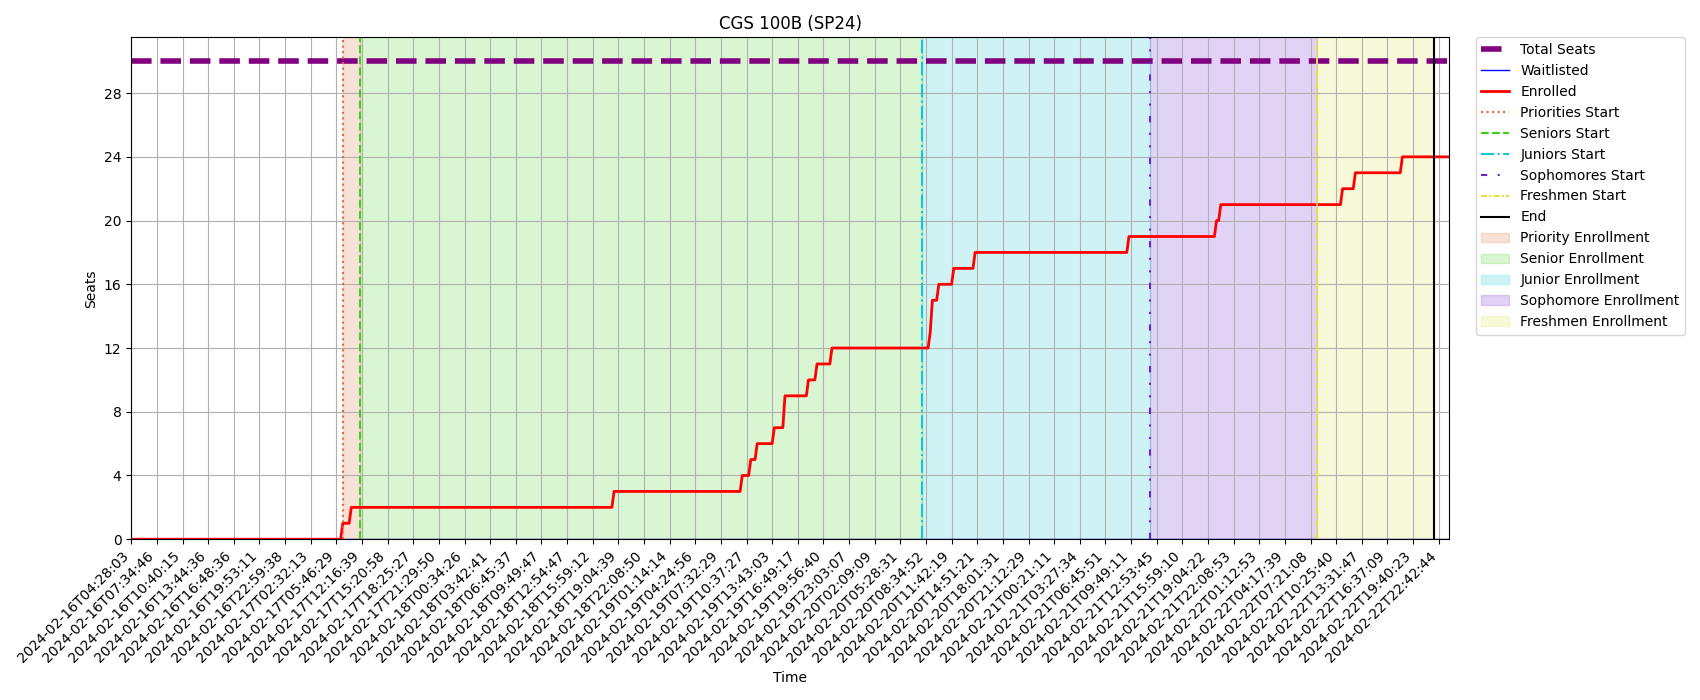 CGS 100B (SP24)
Seats
28
24
20
16
12
8
4
0
2024-02-16T04:28:03
2024-02-16T07:34:46
2024-02-16T10:40:15
2024-02-16T13:44:36
2024-02-16T16:48:36
2024-02-16T19:53:11
2024-02-16T22:59:38
2024-02-17T02:32:13
2024-02-17T05:46:29
2024-02-17T12:16:39
2024-02-17T15:20:58
2024-02-17T18:25:27
2024-02-17T21:29:50
2024-02-18T00:34:26
2024-02-18T03:42:41
2024-02-18T06:45:37
2024-02-18T09:49:47
2024-02-18T12:54:47
2024-02-18T15:59:12
2024-02-18T19:04:39
2024-02-18T22:08:50
2024-02-19T01:14:14
2024-02-19T04:24:56
2024-02-19T07:32:29
2024-02-19T10:37:27
2024-02-19T13:43:03
2024-02-19T16:49:17
2024-02-19T19:56:40
2024-02-19T23:03:07
2024-02-20T02:09:09
2024-02-20T05:28:31
2024-02-20T08:34:52
2024-02-20T11:42:19
2024-02-20T14:51:21
2024-02-20T18:01:31
2024-02-20T21:12:29
2024-02-21T00:21:11
2024-02-21T03:27:34
2024-02-21T06:45:51
2024-02-21T09:49:11
2024-02-21T12:53:45
2024-02-21T15:59:10
2024-02-21T19:04:22
2024-02-21T22:08:53
2024-02-22T01:12:53
2024-02-22T04:17:39
2024-02-22T07:21:08
2024-02-22T10:25:40
2024-02-22T13:31:47
2024-02-22T16:37:09
2024-02-22T19:40:23
2024-02-22T22:42:44
Time
Total Seats
Waitlisted
Enrolled
Priorities Start
Seniors Start
Juniors Start
Sophomores Start
Freshmen Start
End
Priority Enrollment
Senior Enrollment
Junior Enrollment
Sophomore Enrollment
Freshmen Enrollment